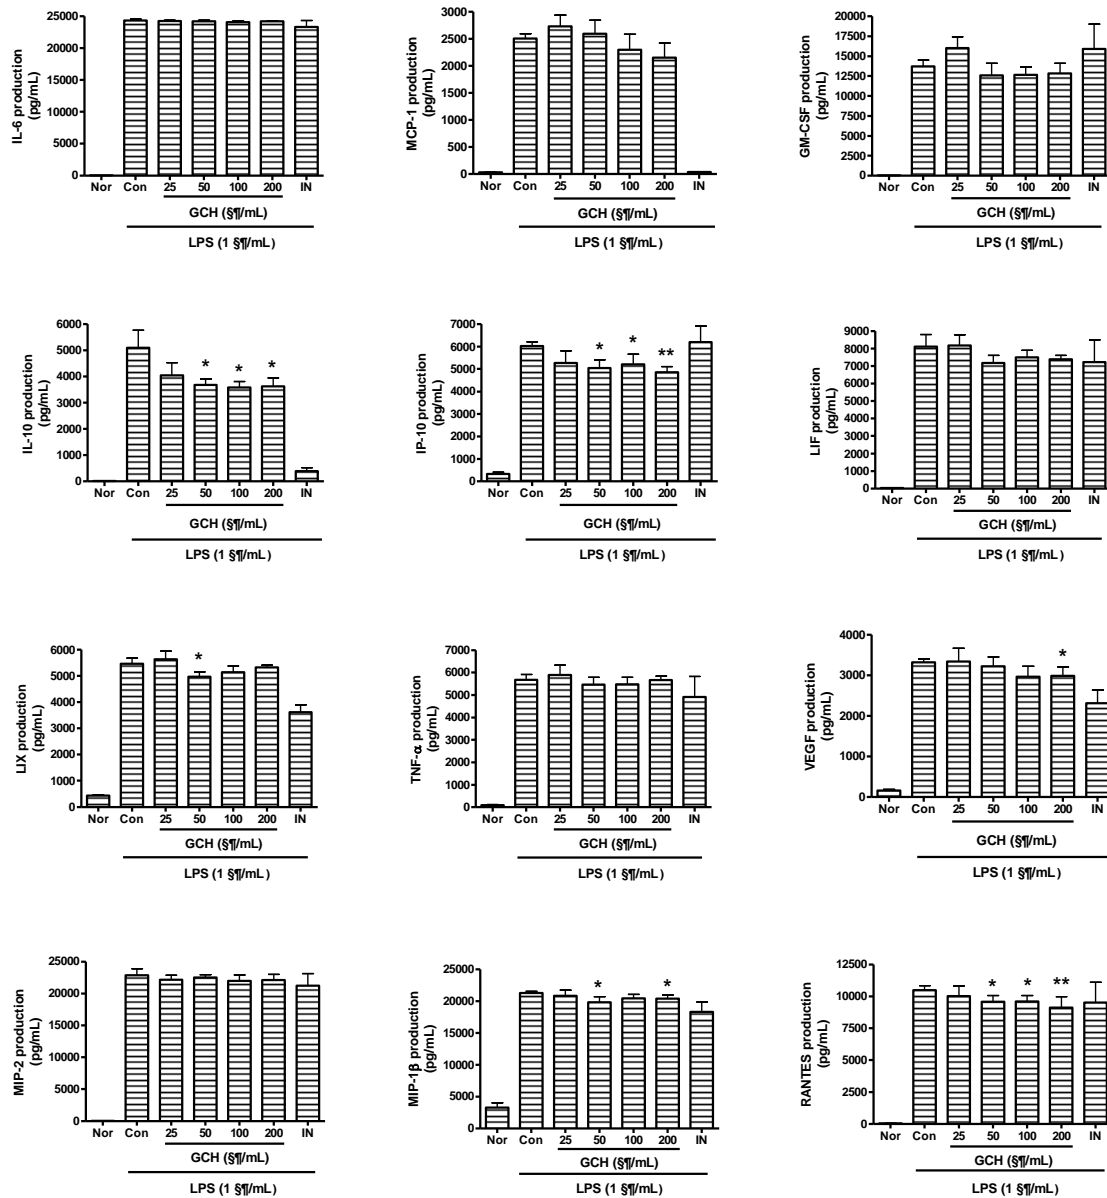 IL-6 production
(pg/mL)
25000
20000
15000
10000
5000
0
Nor Con 25 50 100 200 IN
GCH (§¶/mL)
LPS (1 §¶/mL)
MCP-1 production
(pg/mL)
3000
2500
2000
1500
1000
500
0
Nor Con 25 50 100 200 IN
GCH (§¶/mL)
LPS (1 §¶/mL)
GM-CSF production
(pg/mL)
20000
17500
15000
12500
10000
7500
5000
2500
0
Nor Con 25 50 100 200 IN
GCH (§¶/mL)
LPS (1 §¶/mL)
IL-10 production
(pg/mL)
6000
5000
4000
3000
2000
1000
0
* * *
Nor Con 25 50 100 200 IN
GCH (§¶/mL)
LPS (1 §¶/mL)
IP-10 production
(pg/mL)
7000
6000
5000
4000
3000
2000
1000
0
* * **
Nor Con 25 50 100 200 IN
GCH (§¶/mL)
LPS (1 §¶/mL)
LIF production
(pg/mL)
9000
8000
7000
6000
5000
4000
3000
2000
1000
0
Nor Con 25 50 100 200 IN
GCH (§¶/mL)
LPS (1 §¶/mL)
LIX production
(pg/mL)
6000
5000
4000
3000
2000
1000
0
*
Nor Con 25 50 100 200 IN
GCH (§¶/mL)
LPS (1 §¶/mL)
TNF-α production
(pg/mL)
7000
6000
5000
4000
3000
2000
1000
0
Nor Con 25 50 100 200 IN
GCH (§¶/mL)
LPS (1 §¶/mL)
VEGF production
(pg/mL)
4000
3000
2000
1000
0
*
Nor Con 25 50 100 200 IN
GCH (§¶/mL)
LPS (1 §¶/mL)
MIP-2 production
(pg/mL)
25000
20000
15000
10000
5000
0
Nor Con 25 50 100 200 IN
GCH (§¶/mL)
LPS (1 §¶/mL)
MIP-1β production
(pg/mL)
25000
20000
15000
10000
5000
0
* *
Nor Con 25 50 100 200 IN
GCH (§¶/mL)
LPS (1 §¶/mL)
RANTES production
(pg/mL)
12500
10000
7500
5000
2500
0
* * **
Nor Con 25 50 100 200 IN
GCH (§¶/mL)
LPS (1 §¶/mL)